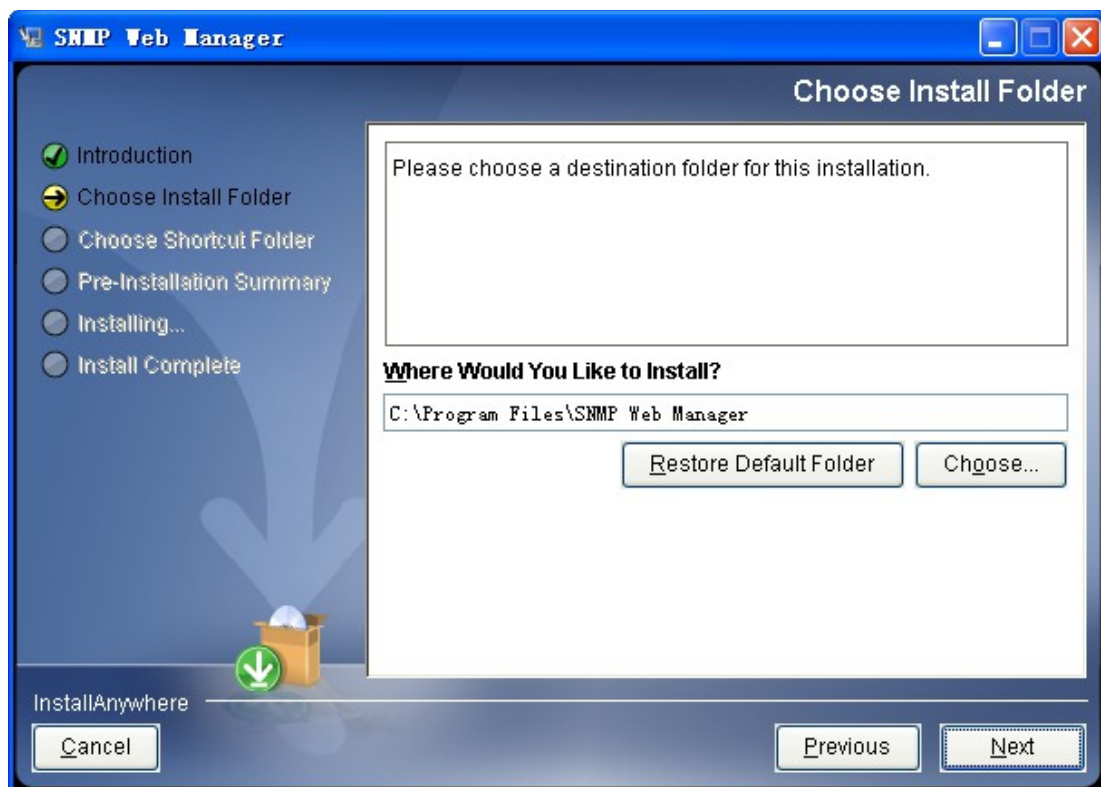 SNMP Web Manager
Choose Install Folder
Introduction
Choose Install Folder
Choose Shortcut Folder
Pre-Installation Summary
Installing...
Install Complete
Please choose a destination folder for this installation.
Where Would You Like to Install?
C:\Program Files\SNMP Web Manager
Restore Default Folder
Choose...
InstallAnywhere
Cancel
Previous
Next